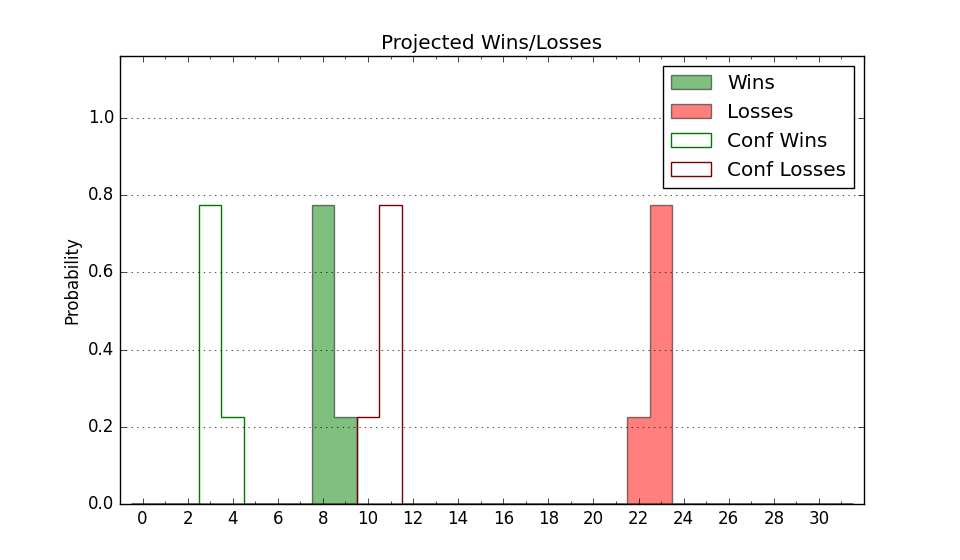 Projected Wins/Losses
Wins
Losses
Conf Wins
Conf Losses
Probability
1.0
0.8
0.6
0.4
0.2
0.0
0 2 4 6 8 10 12 14 16 18 20 22 24 26 28 30